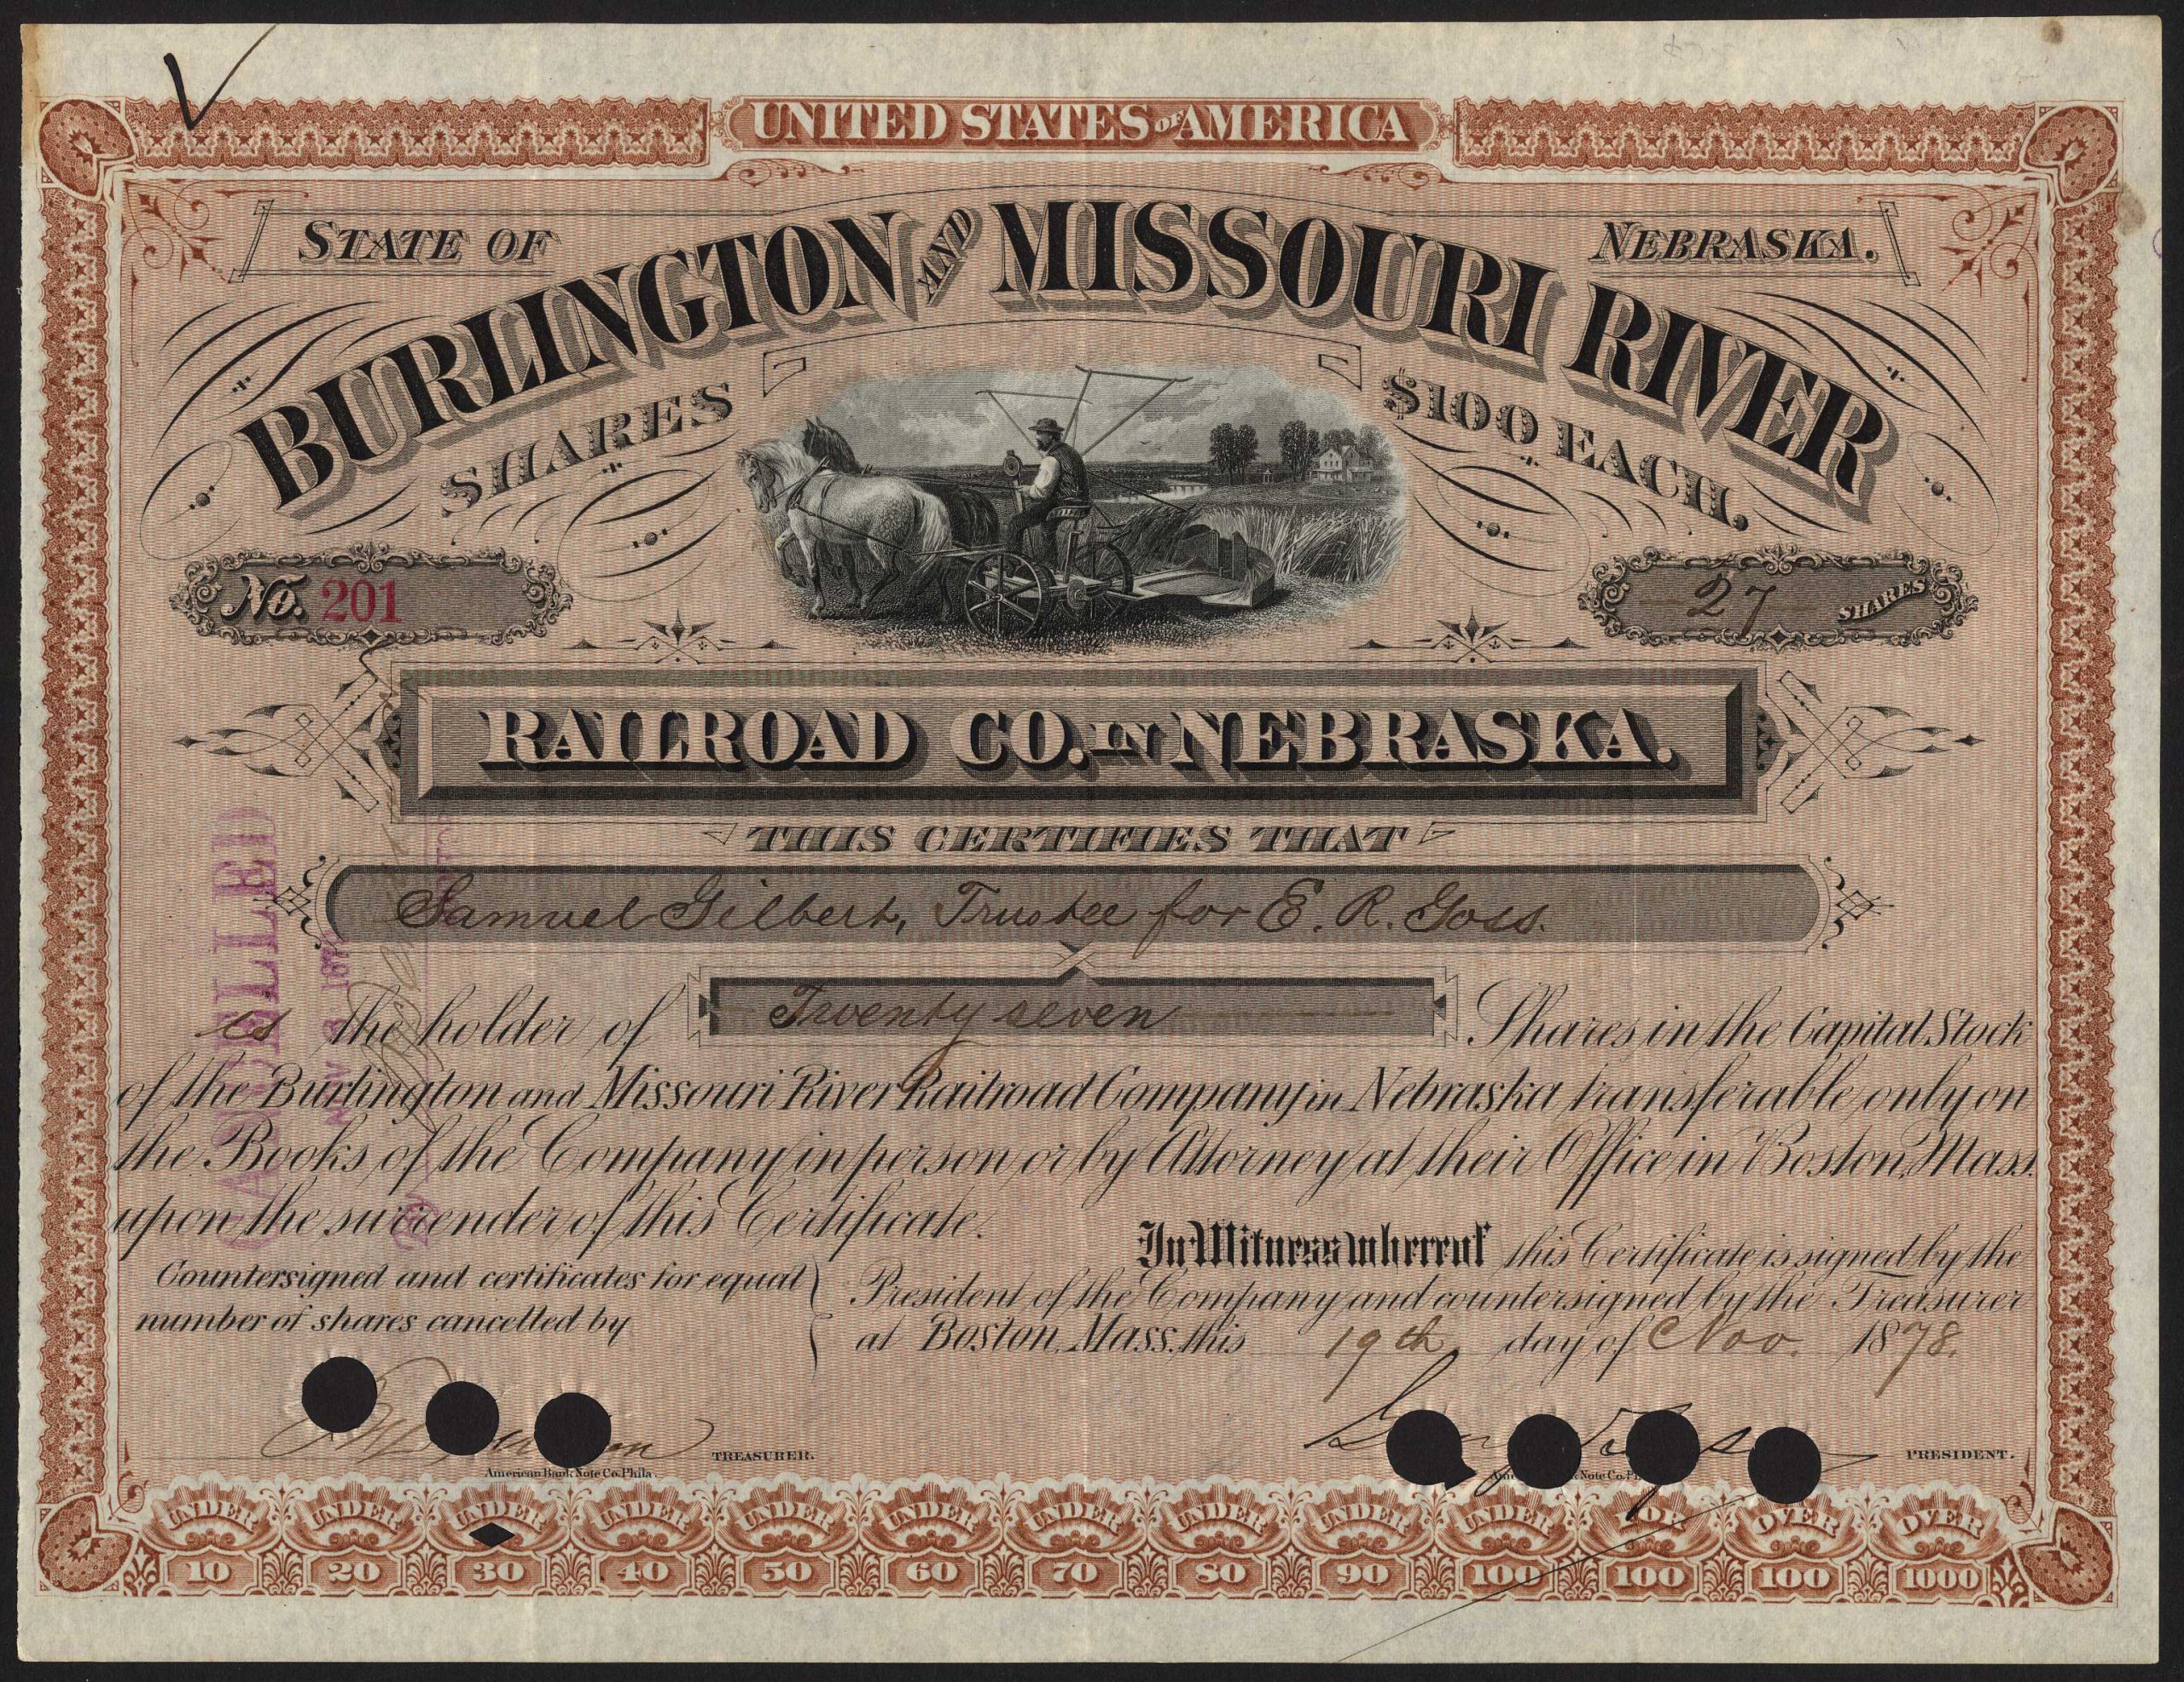 UNITED STATES OF AMERICA
STATE OF NEBRASKA.
BURLINGTON AND MISSOURI RIVER
SHARES $100 EACH.
No. 201
27 SHARES
RAILROAD CO. IN NEBRASKA.
THIS CERTIFIES THAT
Samuel Gilbert, Trustee for E. R. Goss.
is the holder of Twenty seven Shares in the Capital Stock
of the Burlington and Missouri River Railroad Company in Nebraska transferable only on
the Books of the Company in person or by Attorney at their Office in Boston, Mass.
upon the surrender of this Certificate.
In Witness whereof this Certificate is signed by the
President of the Company and countersigned by the Treasurer
at Boston, Mass. this 19th day of Nov. 1878.
Countersigned and certificates for equal
number of shares cancelled by
TREASURER.
PRESIDENT.
American Bank Note Co. Phila.
CANCELLED
UNDER 10 UNDER 20 UNDER 30 UNDER 40 UNDER 50 UNDER 60 UNDER 70 UNDER 80 UNDER 90 UNDER 100 FOR 100 OVER 100 OVER 1000